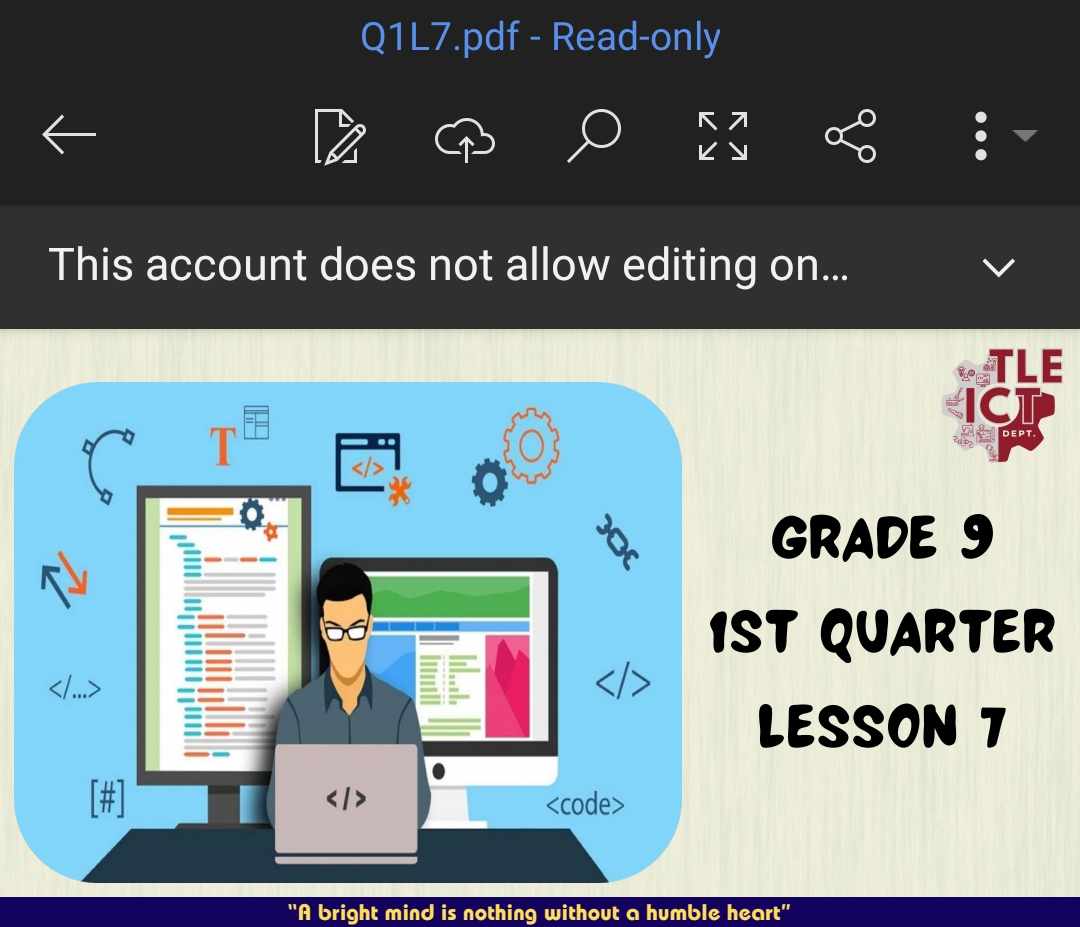 Q1L7.pdf - Read-only
This account does not allow editing on...
TLE
ICT
DEPT.
T
</>
GRADE 9
1ST QUARTER
LESSON 7
</...>
</>
[#]
</>
<code>
"A bright mind is nothing without a humble heart"